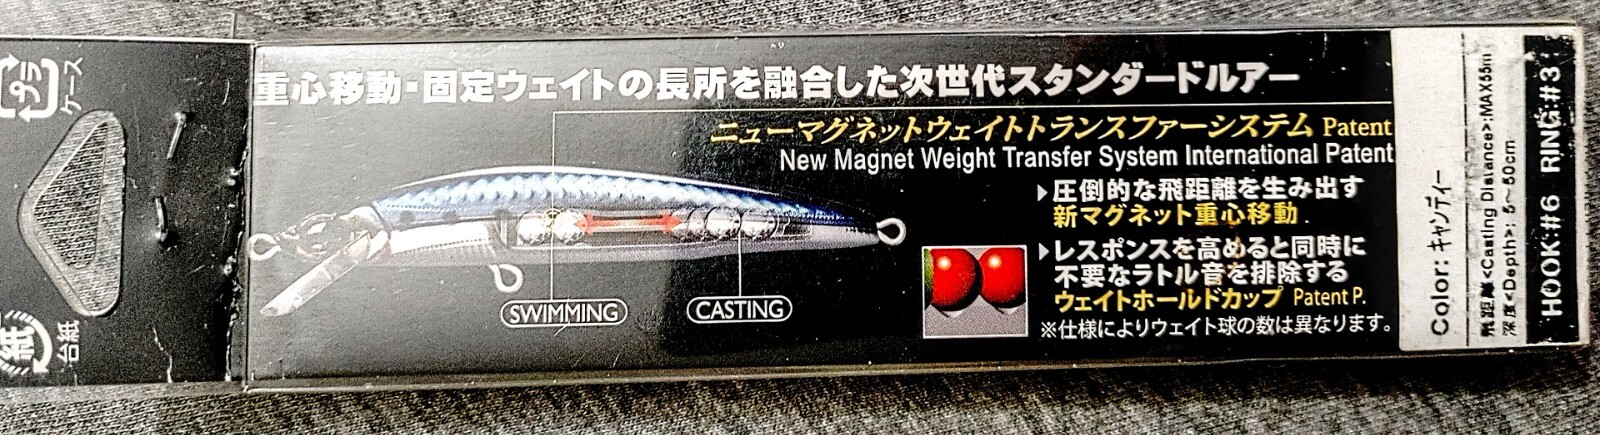 プラ
ケース
紙
台紙
重心移動・固定ウェイトの長所を融合した次世代スタンダードルアー
ニューマグネットウェイトトランスファーシステム Patent
New Magnet Weight Transfer System International Patent
圧倒的な飛距離を生み出す
新マグネット重心移動.
レスポンスを高めると同時に
不要なラトル音を排除する
ウェイトホールドカップ Patent P.
※仕様によりウェイト球の数は異なります。
SWIMMING
CASTING
Color: キャンディー
飛距離<Casting Distance>:MAX55m
深度<Depth>: 5～50cm
HOOK:#6 RING:#3